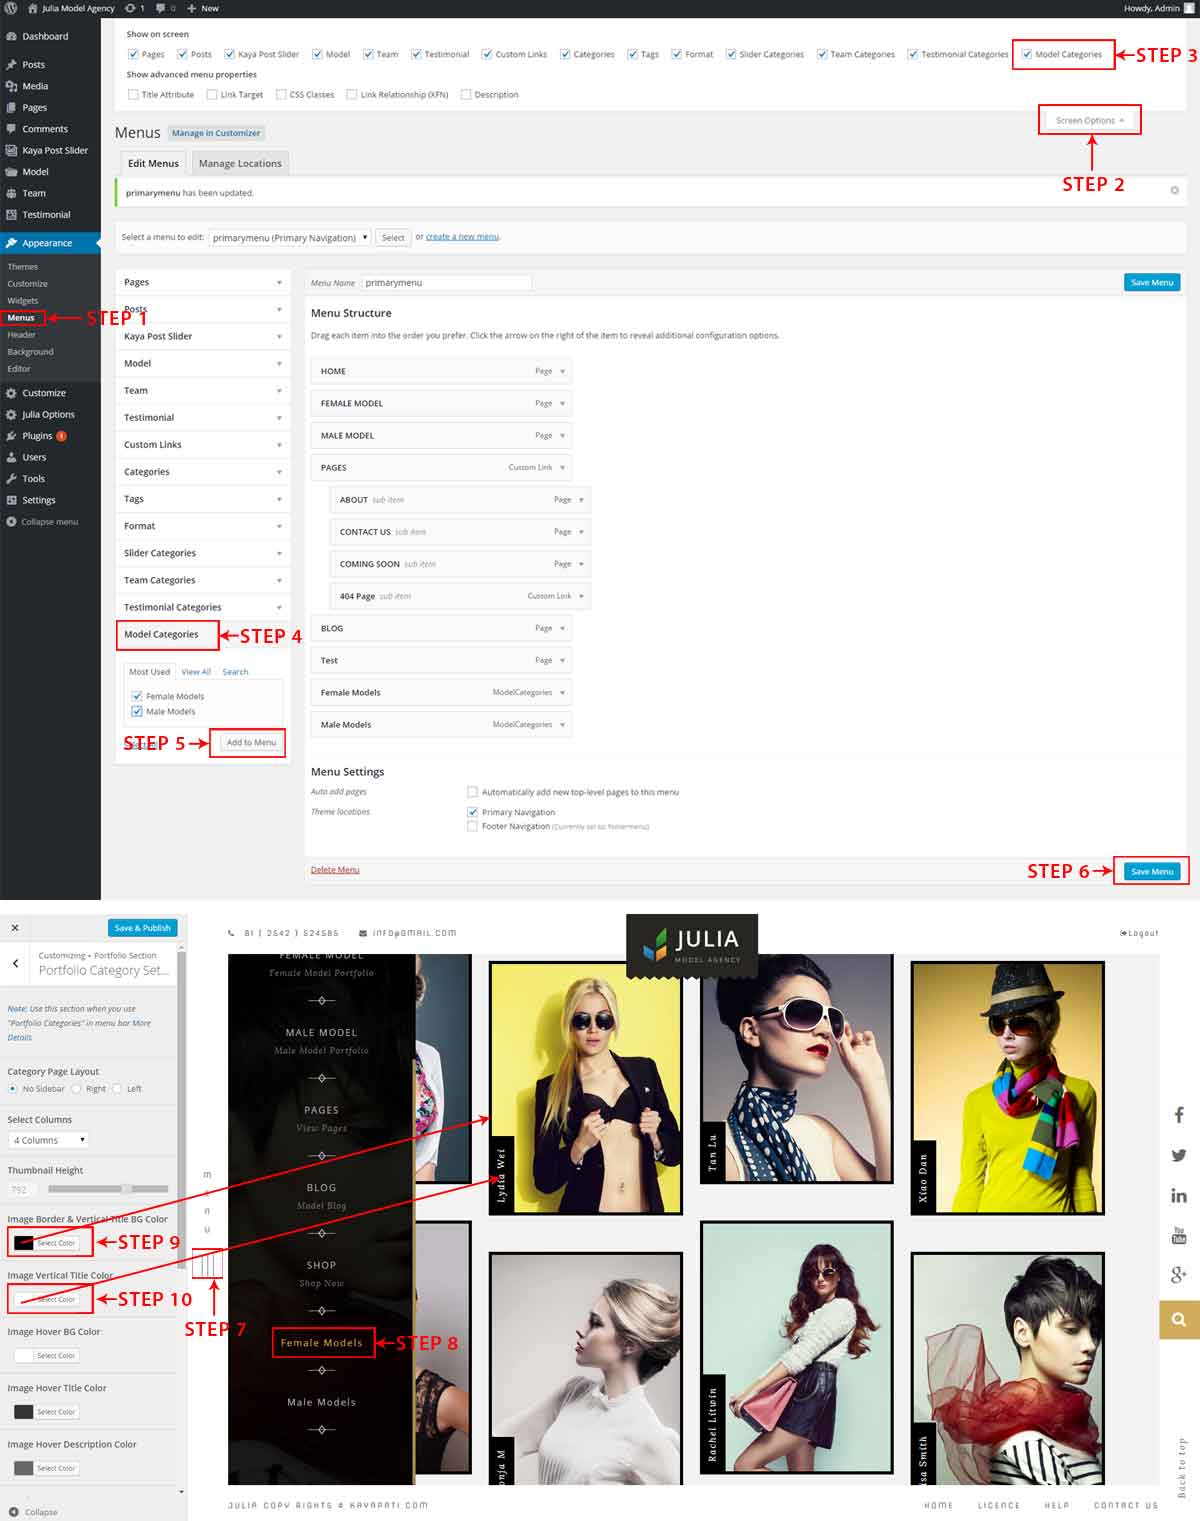 Julia Model Agency 1 0 + New Howdy, Admin
Dashboard
Posts
Media
Pages
Comments
Kaya Post Slider
Model
Team
Testimonial
Appearance
Themes
Customize
Widgets
Menus
STEP 1
Header
Background
Editor
Customize
Julia Options
Plugins 1
Users
Tools
Settings
Collapse menu
Show on screen
Pages Posts Kaya Post Slider Model Team Testimonial Custom Links Categories Tags Format Slider Categories Team Categories Testimonial Categories Model Categories
STEP 3
Show advanced menu properties
Title Attribute Link Target CSS Classes Link Relationship (XFN) Description
Screen Options
STEP 2
Menus Manage in Customizer
Edit Menus Manage Locations
primarymenu has been updated.
Select a menu to edit: primarymenu (Primary Navigation) Select or create a new menu.
Pages
Posts
Kaya Post Slider
Model
Team
Testimonial
Custom Links
Categories
Tags
Format
Slider Categories
Team Categories
Testimonial Categories
Model Categories
STEP 4
Most Used View All Search
Female Models
Male Models
STEP 5
Add to Menu
Menu Name primarymenu Save Menu
Menu Structure
Drag each item into the order you prefer. Click the arrow on the right of the item to reveal additional configuration options.
HOME Page
FEMALE MODEL Page
MALE MODEL Page
PAGES Custom Link
ABOUT sub item Page
CONTACT US sub item Page
COMING SOON sub item Page
404 Page sub item Custom Link
BLOG Page
Test Page
Female Models ModelCategories
Male Models ModelCategories
Menu Settings
Auto add pages Automatically add new top-level pages to this menu
Theme locations Primary Navigation
Footer Navigation (Currently set to: footermenu)
Delete Menu
STEP 6
Save Menu
Save & Publish
Customizing • Portfolio Section
Portfolio Category Set...
Note: Use this section when you use
"Portfolio Categories" in menu bar More
Details
Category Page Layout
No Sidebar Right Left
Select Columns
4 Columns
Thumbnail Height
792
Image Border & Vertical Title BG Color
Select Color
STEP 9
Image Vertical Title Color
Select Color
STEP 10
Image Hover BG Color
Select Color
Image Hover Title Color
Select Color
Image Hover Description Color
Select Color
Collapse
menu
STEP 7
81 ( 2542 ) 524585 INFO@GMAIL.COM
JULIA
MODEL AGENCY
Logout
FEMALE MODEL
Female Model Portfolio
MALE MODEL
Male Model Portfolio
PAGES
View Pages
BLOG
Model Blog
SHOP
Shop Now
Female Models
STEP 8
Male Models
Lydia Wei
Tan Lu
Xiao Dan
onja M
Rachel Litwin
sa Smith
You
Tube
g+
Back to top
JULIA COPY RIGHTS @ KAYAPATI.COM
HOME LICENCE HELP CONTACT US